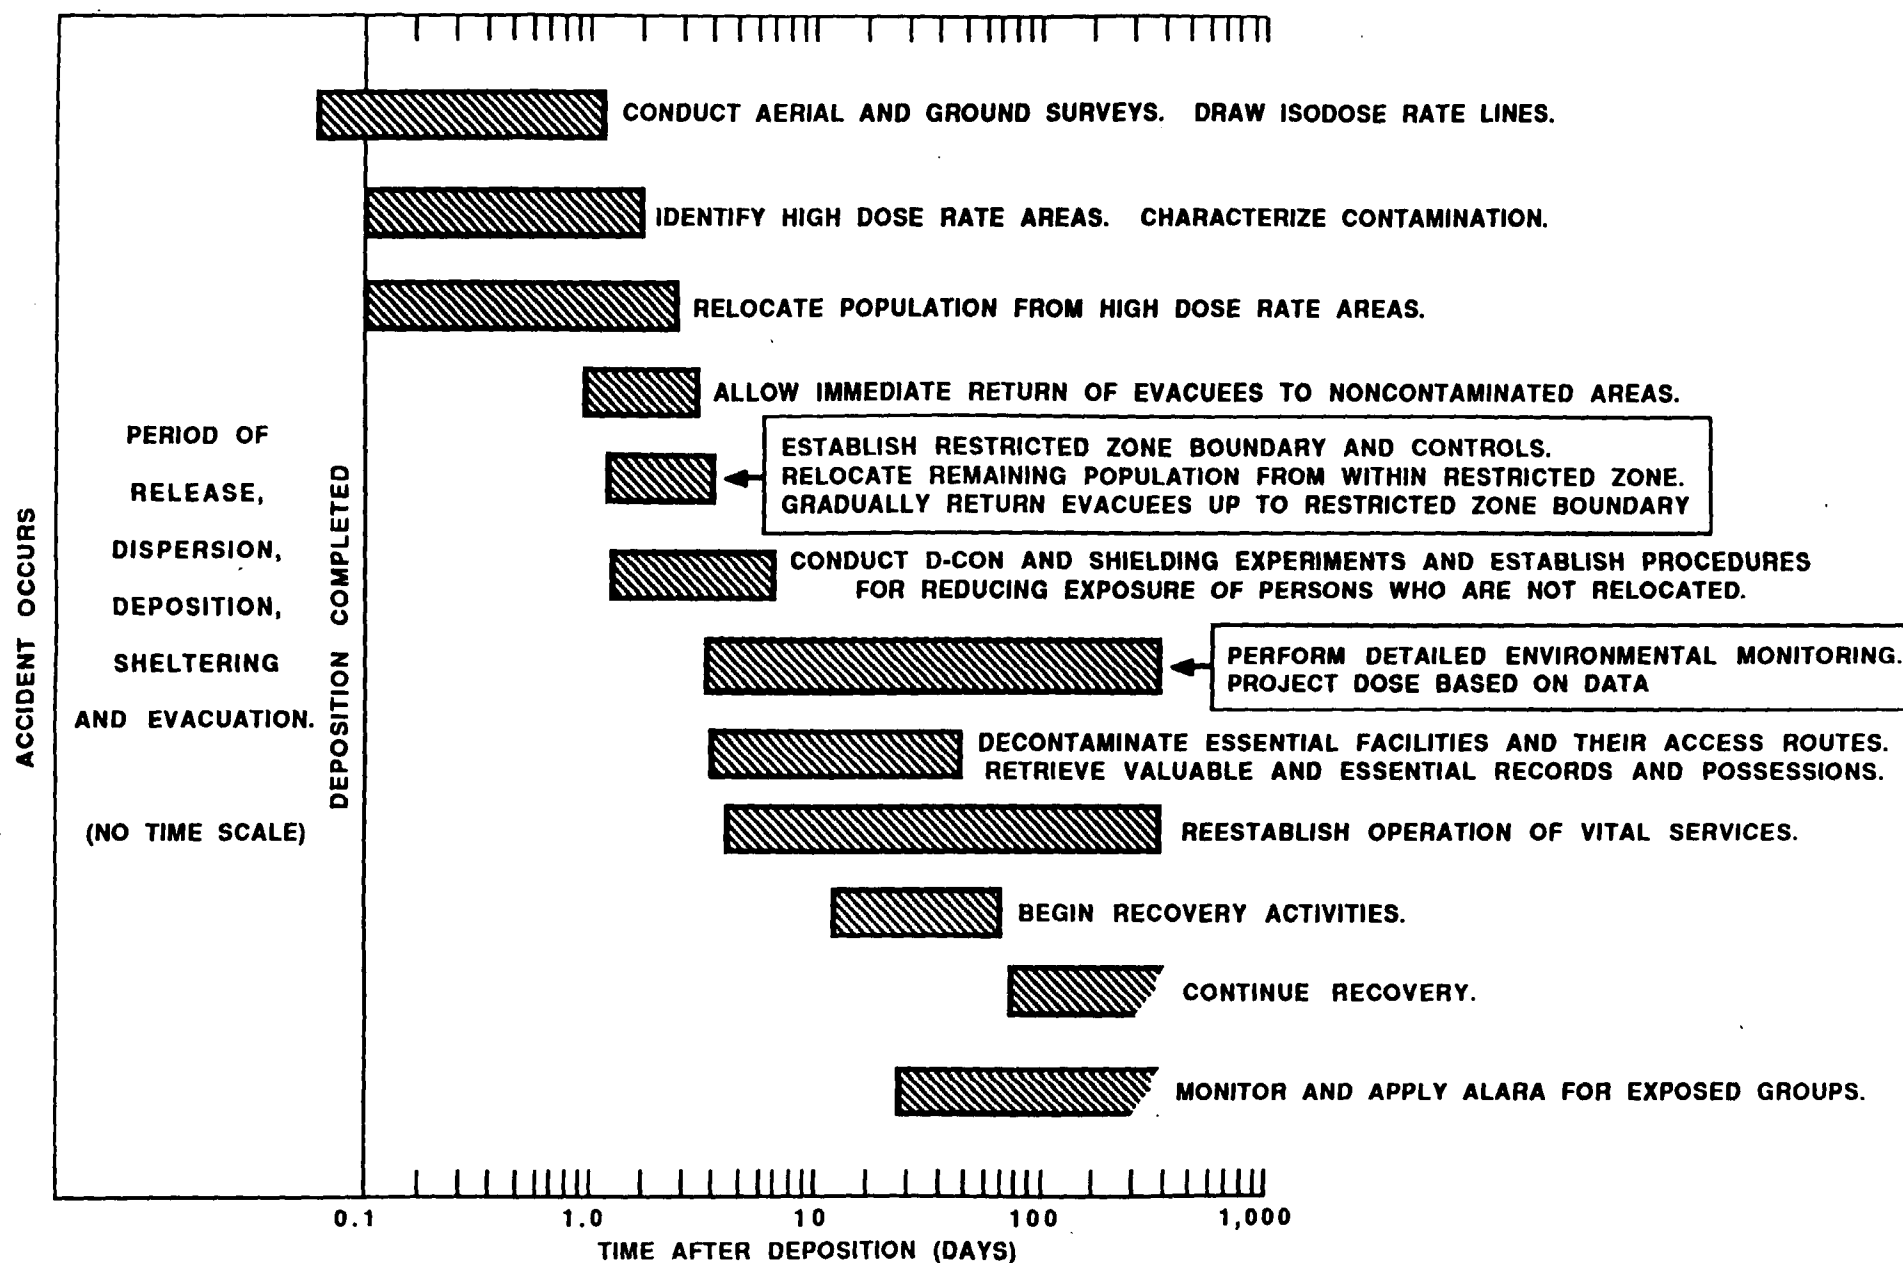 CONDUCT AERIAL AND GROUND SURVEYS. DRAW ISODOSE RATE LINES.
IDENTIFY HIGH DOSE RATE AREAS. CHARACTERIZE CONTAMINATION.
RELOCATE POPULATION FROM HIGH DOSE RATE AREAS.
ALLOW IMMEDIATE RETURN OF EVACUEES TO NONCONTAMINATED AREAS.
ESTABLISH RESTRICTED ZONE BOUNDARY AND CONTROLS.
RELOCATE REMAINING POPULATION FROM WITHIN RESTRICTED ZONE.
GRADUALLY RETURN EVACUEES UP TO RESTRICTED ZONE BOUNDARY
CONDUCT D-CON AND SHIELDING EXPERIMENTS AND ESTABLISH PROCEDURES
FOR REDUCING EXPOSURE OF PERSONS WHO ARE NOT RELOCATED.
PERFORM DETAILED ENVIRONMENTAL MONITORING.
PROJECT DOSE BASED ON DATA
DECONTAMINATE ESSENTIAL FACILITIES AND THEIR ACCESS ROUTES.
RETRIEVE VALUABLE AND ESSENTIAL RECORDS AND POSSESSIONS.
REESTABLISH OPERATION OF VITAL SERVICES.
BEGIN RECOVERY ACTIVITIES.
CONTINUE RECOVERY.
MONITOR AND APPLY ALARA FOR EXPOSED GROUPS.
ACCIDENT OCCURS
PERIOD OF
RELEASE,
DISPERSION,
DEPOSITION,
SHELTERING
AND EVACUATION.
(NO TIME SCALE)
DEPOSITION COMPLETED
0.1 1.0 10 100 1,000
TIME AFTER DEPOSITION (DAYS)